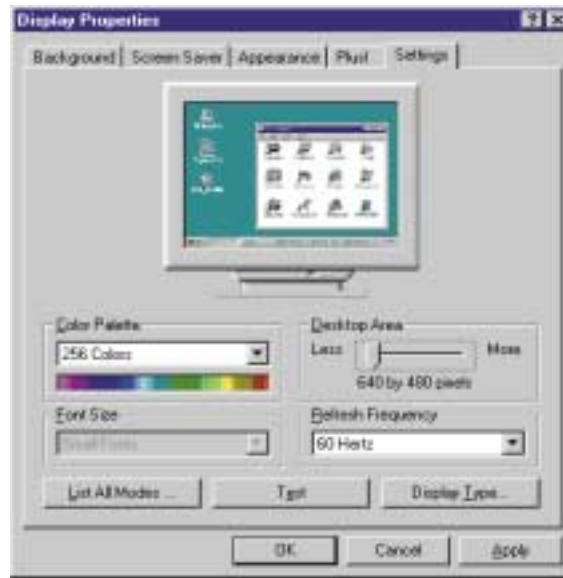 Display Properties
Background Screen Saver Appearance Plus! Settings
Color Palette
256 Colors
Desktop Area
Less More
640 by 480 pixels
Font Size
Small Fonts
Refresh Frequency
60 Hertz
List All Modes ... Test Display Type...
OK Cancel Apply